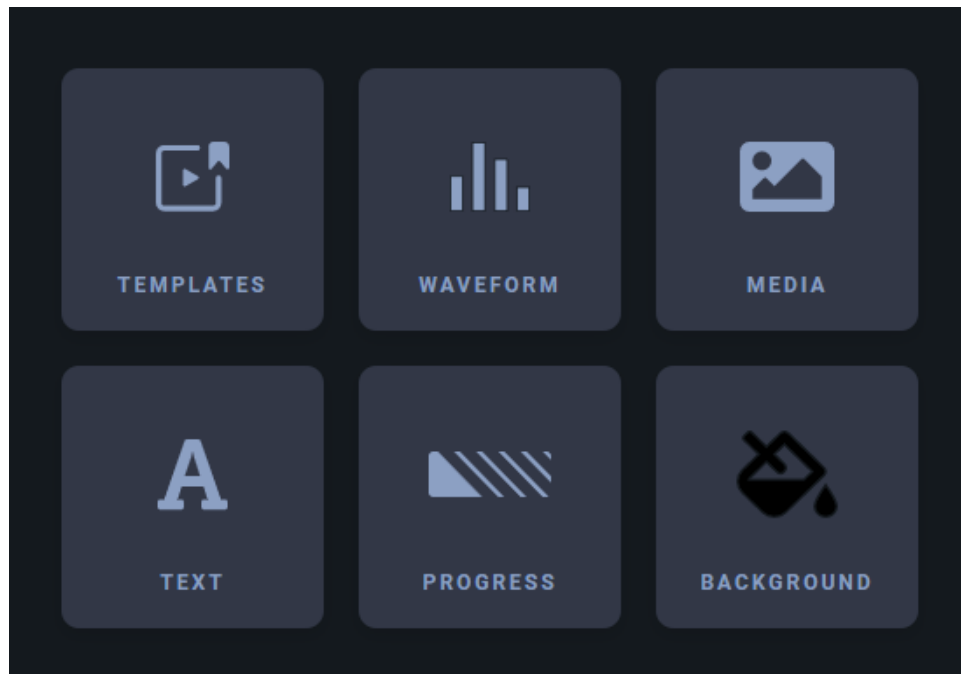 TEMPLATES
WAVEFORM
MEDIA
TEXT
PROGRESS
BACKGROUND